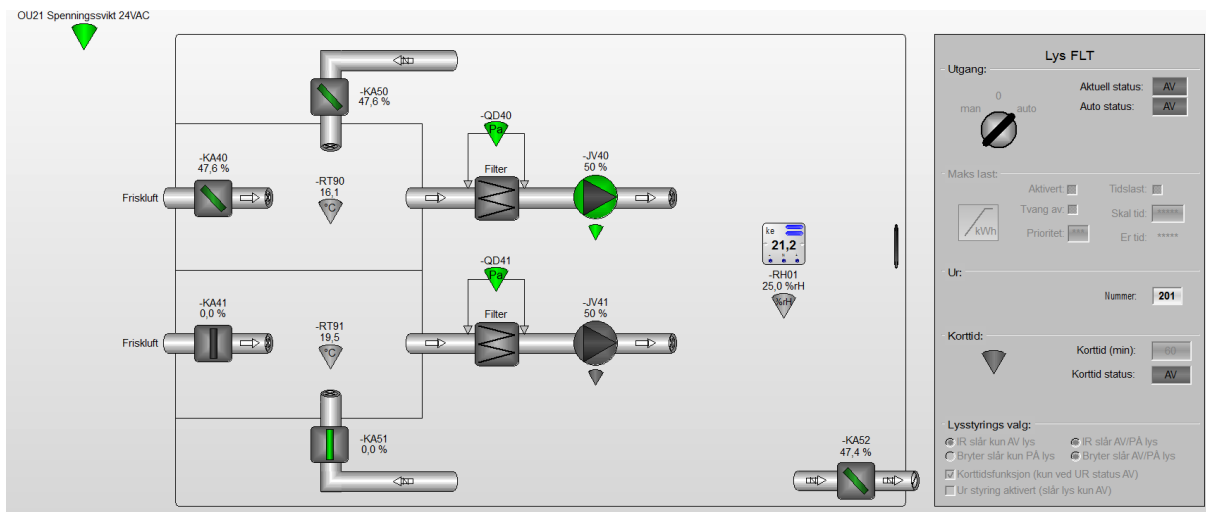 OU21 Spenningssvikt 24VAC
-KA50
47,6 %
-QD40
Pa
-KA40
47,6 %
Friskluft
-RT90
16,1
°C
Filter
-JV40
50 %
ke
21,2
-RH01
25,0 %rH
%rH
-QD41
Pa
-KA41
0,0 %
Friskluft
-RT91
19,5
°C
Filter
-JV41
50 %
-KA51
0,0 %
-KA52
47,4 %
Lys FLT
Utgang:
man 0 auto
Aktuell status: AV
Auto status: AV
Maks last:
Aktivert: Tidslast:
Tvang av: Skal tid: *****
kWh
Prioritet: *** Er tid: *****
Ur:
Nummer: 201
Korttid:
Korttid (min): 60
Korttid status: AV
Lysstyrings valg:
IR slår kun AV lys IR slår AV/PÅ lys
Bryter slår kun PÅ lys Bryter slår AV/PÅ lys
Korttidsfunksjon (kun ved UR status AV)
Ur styring aktivert (slår lys kun AV)